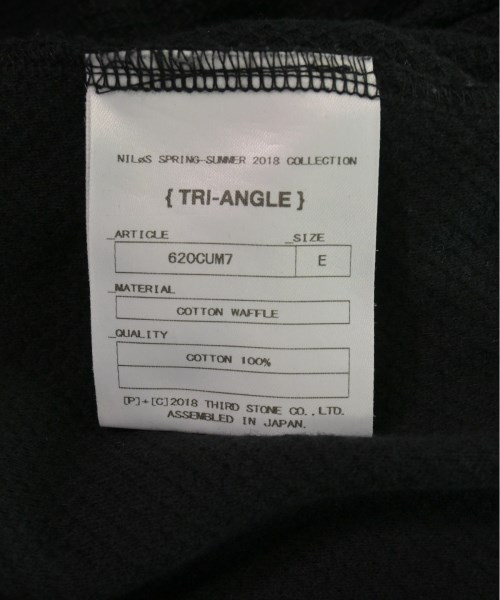 NILøS SPRING-SUMMER 2018 COLLECTION
{ TRI-ANGLE }
_ARTICLE _SIZE
620CUM7 E
_MATERIAL
COTTON WAFFLE
_QUALITY
COTTON 100%
[P]+[C]2018 THIRD STONE CO.,LTD.
ASSEMBLED IN JAPAN.